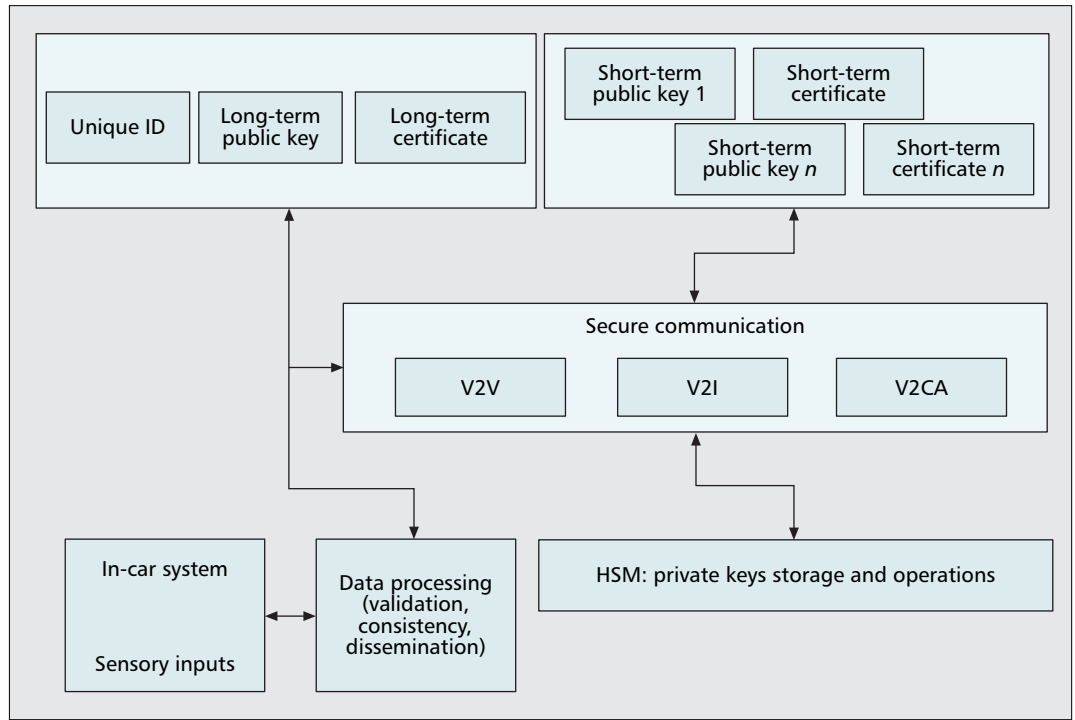 Unique ID
Long-term
public key
Long-term
certificate
Short-term
public key 1
Short-term
certificate
Short-term
public key n
Short-term
certificate n
Secure communication
V2V
V2I
V2CA
In-car system
Sensory inputs
Data processing
(validation,
consistency,
dissemination)
HSM: private keys storage and operations